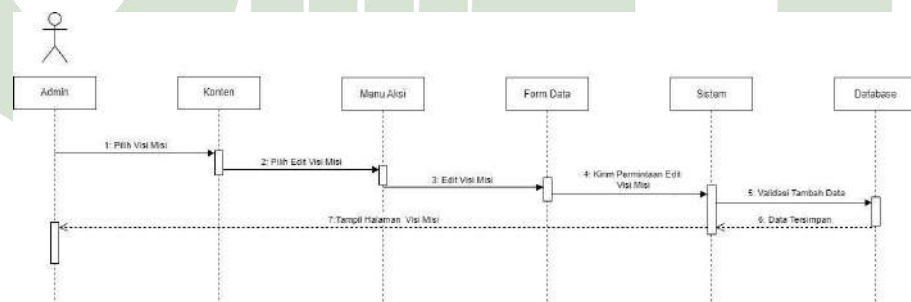 Admin
Konten
Menu Aksi
Form Data
Sistem
Database
1: Pilih Visi Misi
2: Pilih Edit Visi Misi
3: Edit Visi Misi
4: Kirim Permintaan Edit
Visi Misi
5: Validasi Tambah Data
6: Data Tersimpan
7:Tampil Halaman Visi Misi